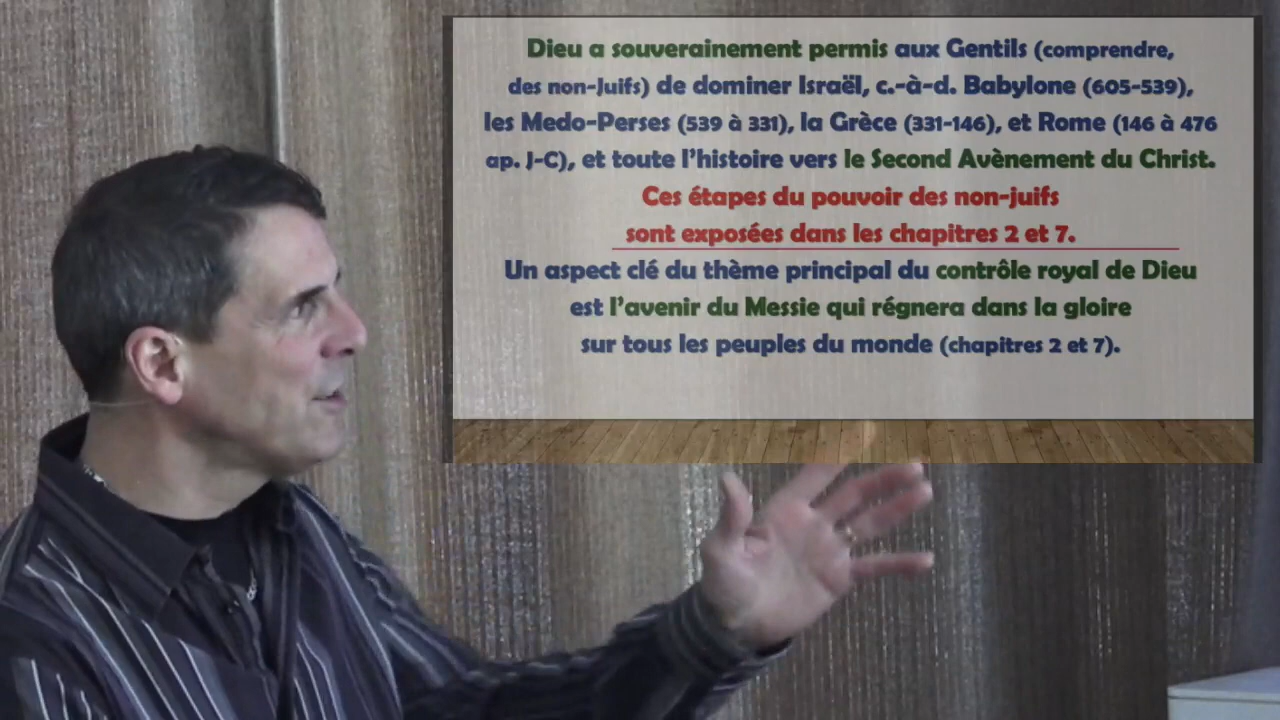 Dieu a souverainement permis aux Gentils (comprendre,
des non-Juifs) de dominer Israël, c.-à-d. Babylone (605-539),
les Medo-Perses (539 à 331), la Grèce (331-146), et Rome (146 à 476
ap. J-C), et toute l'histoire vers le Second Avènement du Christ.
Ces étapes du pouvoir des non-juifs
sont exposées dans les chapitres 2 et 7.
Un aspect clé du thème principal du contrôle royal de Dieu
est l'avenir du Messie qui régnera dans la gloire
sur tous les peuples du monde (chapitres 2 et 7).